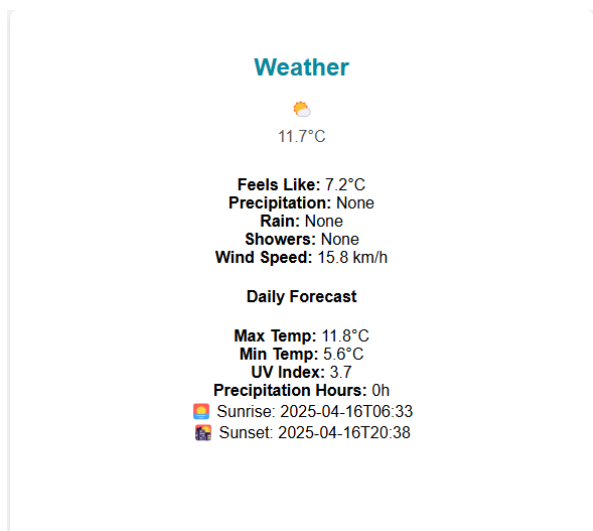 Weather
11.7°C
Feels Like: 7.2°C
Precipitation: None
Rain: None
Showers: None
Wind Speed: 15.8 km/h
Daily Forecast
Max Temp: 11.8°C
Min Temp: 5.6°C
UV Index: 3.7
Precipitation Hours: 0h
Sunrise: 2025-04-16T06:33
Sunset: 2025-04-16T20:38